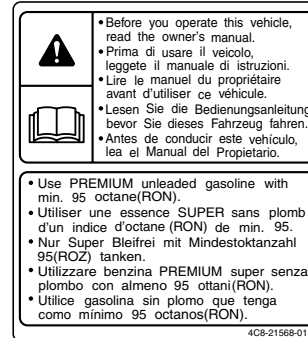 • Before you operate this vehicle,
read the owner's manual.
• Prima di usare il veicolo,
leggete il manuale di istruzioni.
• Lire le manuel du propriétaire
avant d'utiliser ce véhicule.
• Lesen Sie die Bedienungsanleitung
bevor Sie dieses Fahrzeug fahren.
• Antes de conducir este vehículo,
lea el Manual del Propietario.
• Use PREMIUM unleaded gasoline with
min. 95 octane(RON).
• Utiliser une essence SUPER sans plomb
d'un indice d'octane (RON) de min. 95.
• Nur Super Bleifrei mit Mindestoktanzahl
95(ROZ) tanken.
• Utilizzare benzina PREMIUM super senza
plombo con almeno 95 ottani(RON).
• Utilice gasolina sin plomo que tenga
como mínimo 95 octanos(RON).
4C8-21568-01